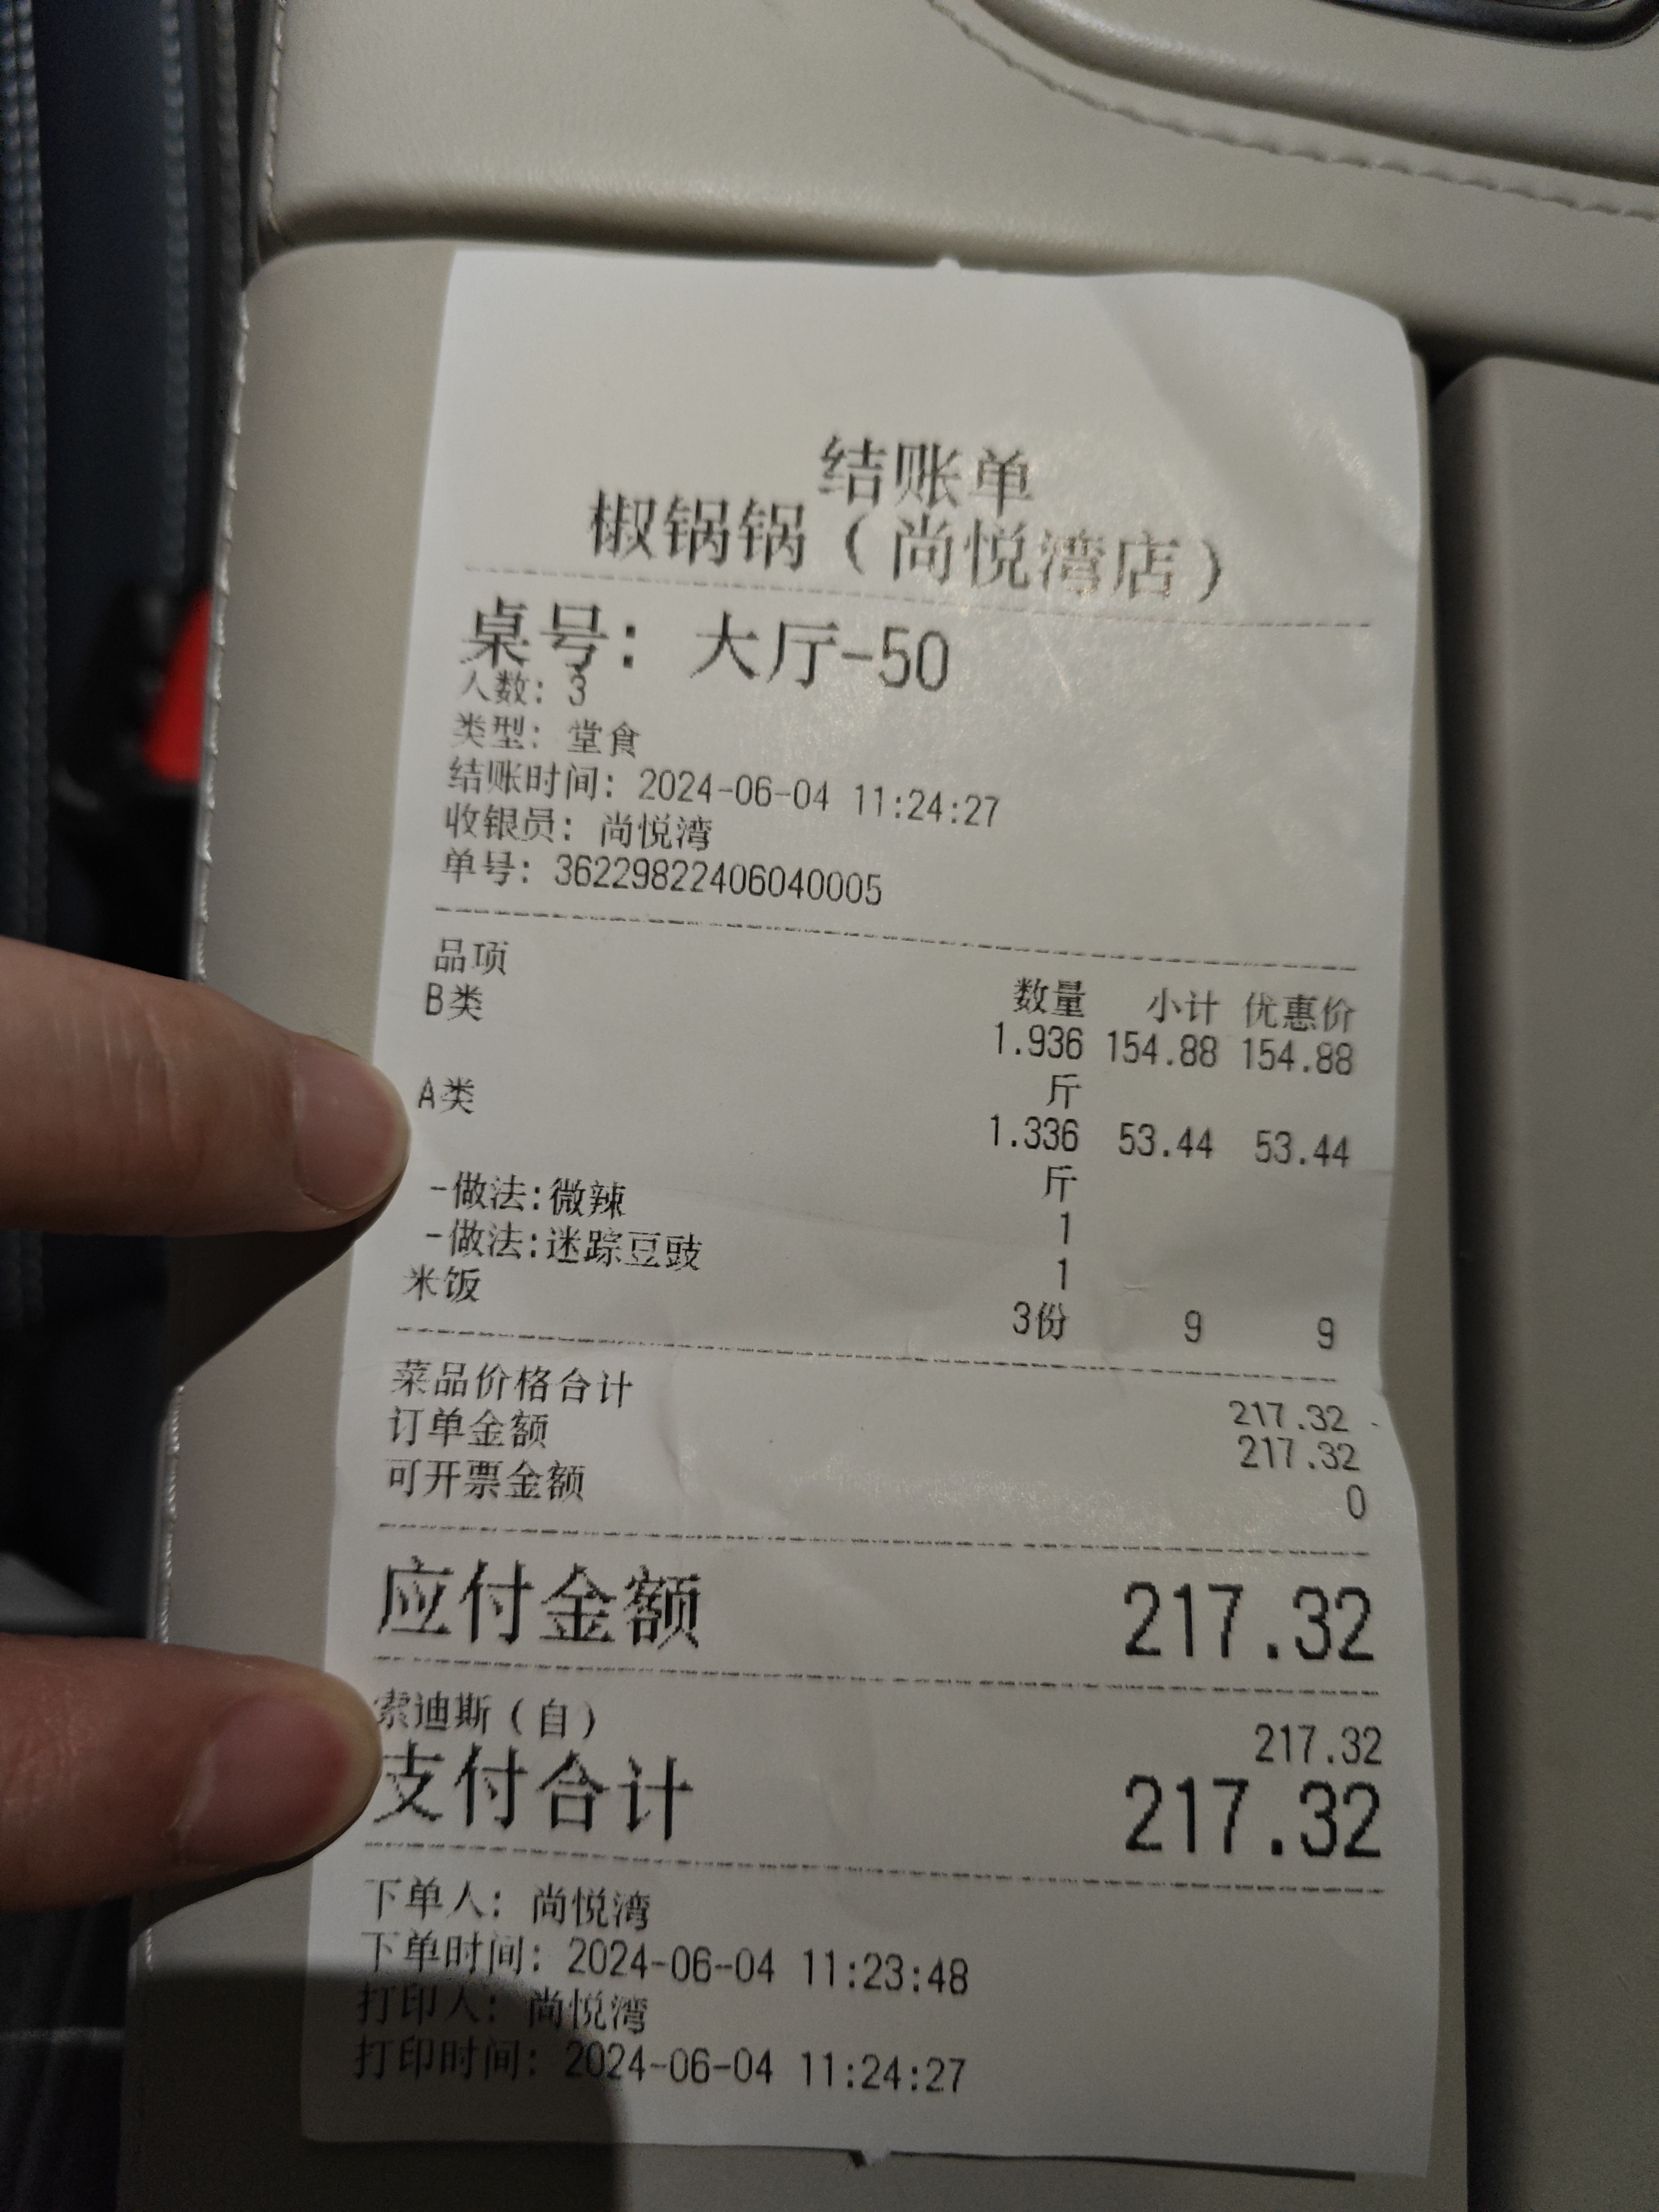 结账单
椒锅锅（尚悦湾店）
桌号： 大厅-50
人数： 3
类型： 堂食
结账时间： 2024-06-04 11:24:27
收银员： 尚悦湾
单号： 36229822406040005
品项 数量 小计 优惠价
B类 1.936 154.88 154.88
斤
A类 1.336 53.44 53.44
斤
-做法:微辣 1
-做法:迷踪豆豉 1
米饭 3份 9 9
菜品价格合计 217.32
订单金额 217.32
可开票金额 0
应付金额 217.32
索迪斯（自） 217.32
支付合计 217.32
下单人： 尚悦湾
下单时间： 2024-06-04 11:23:48
打印人： 尚悦湾
打印时间： 2024-06-04 11:24:27